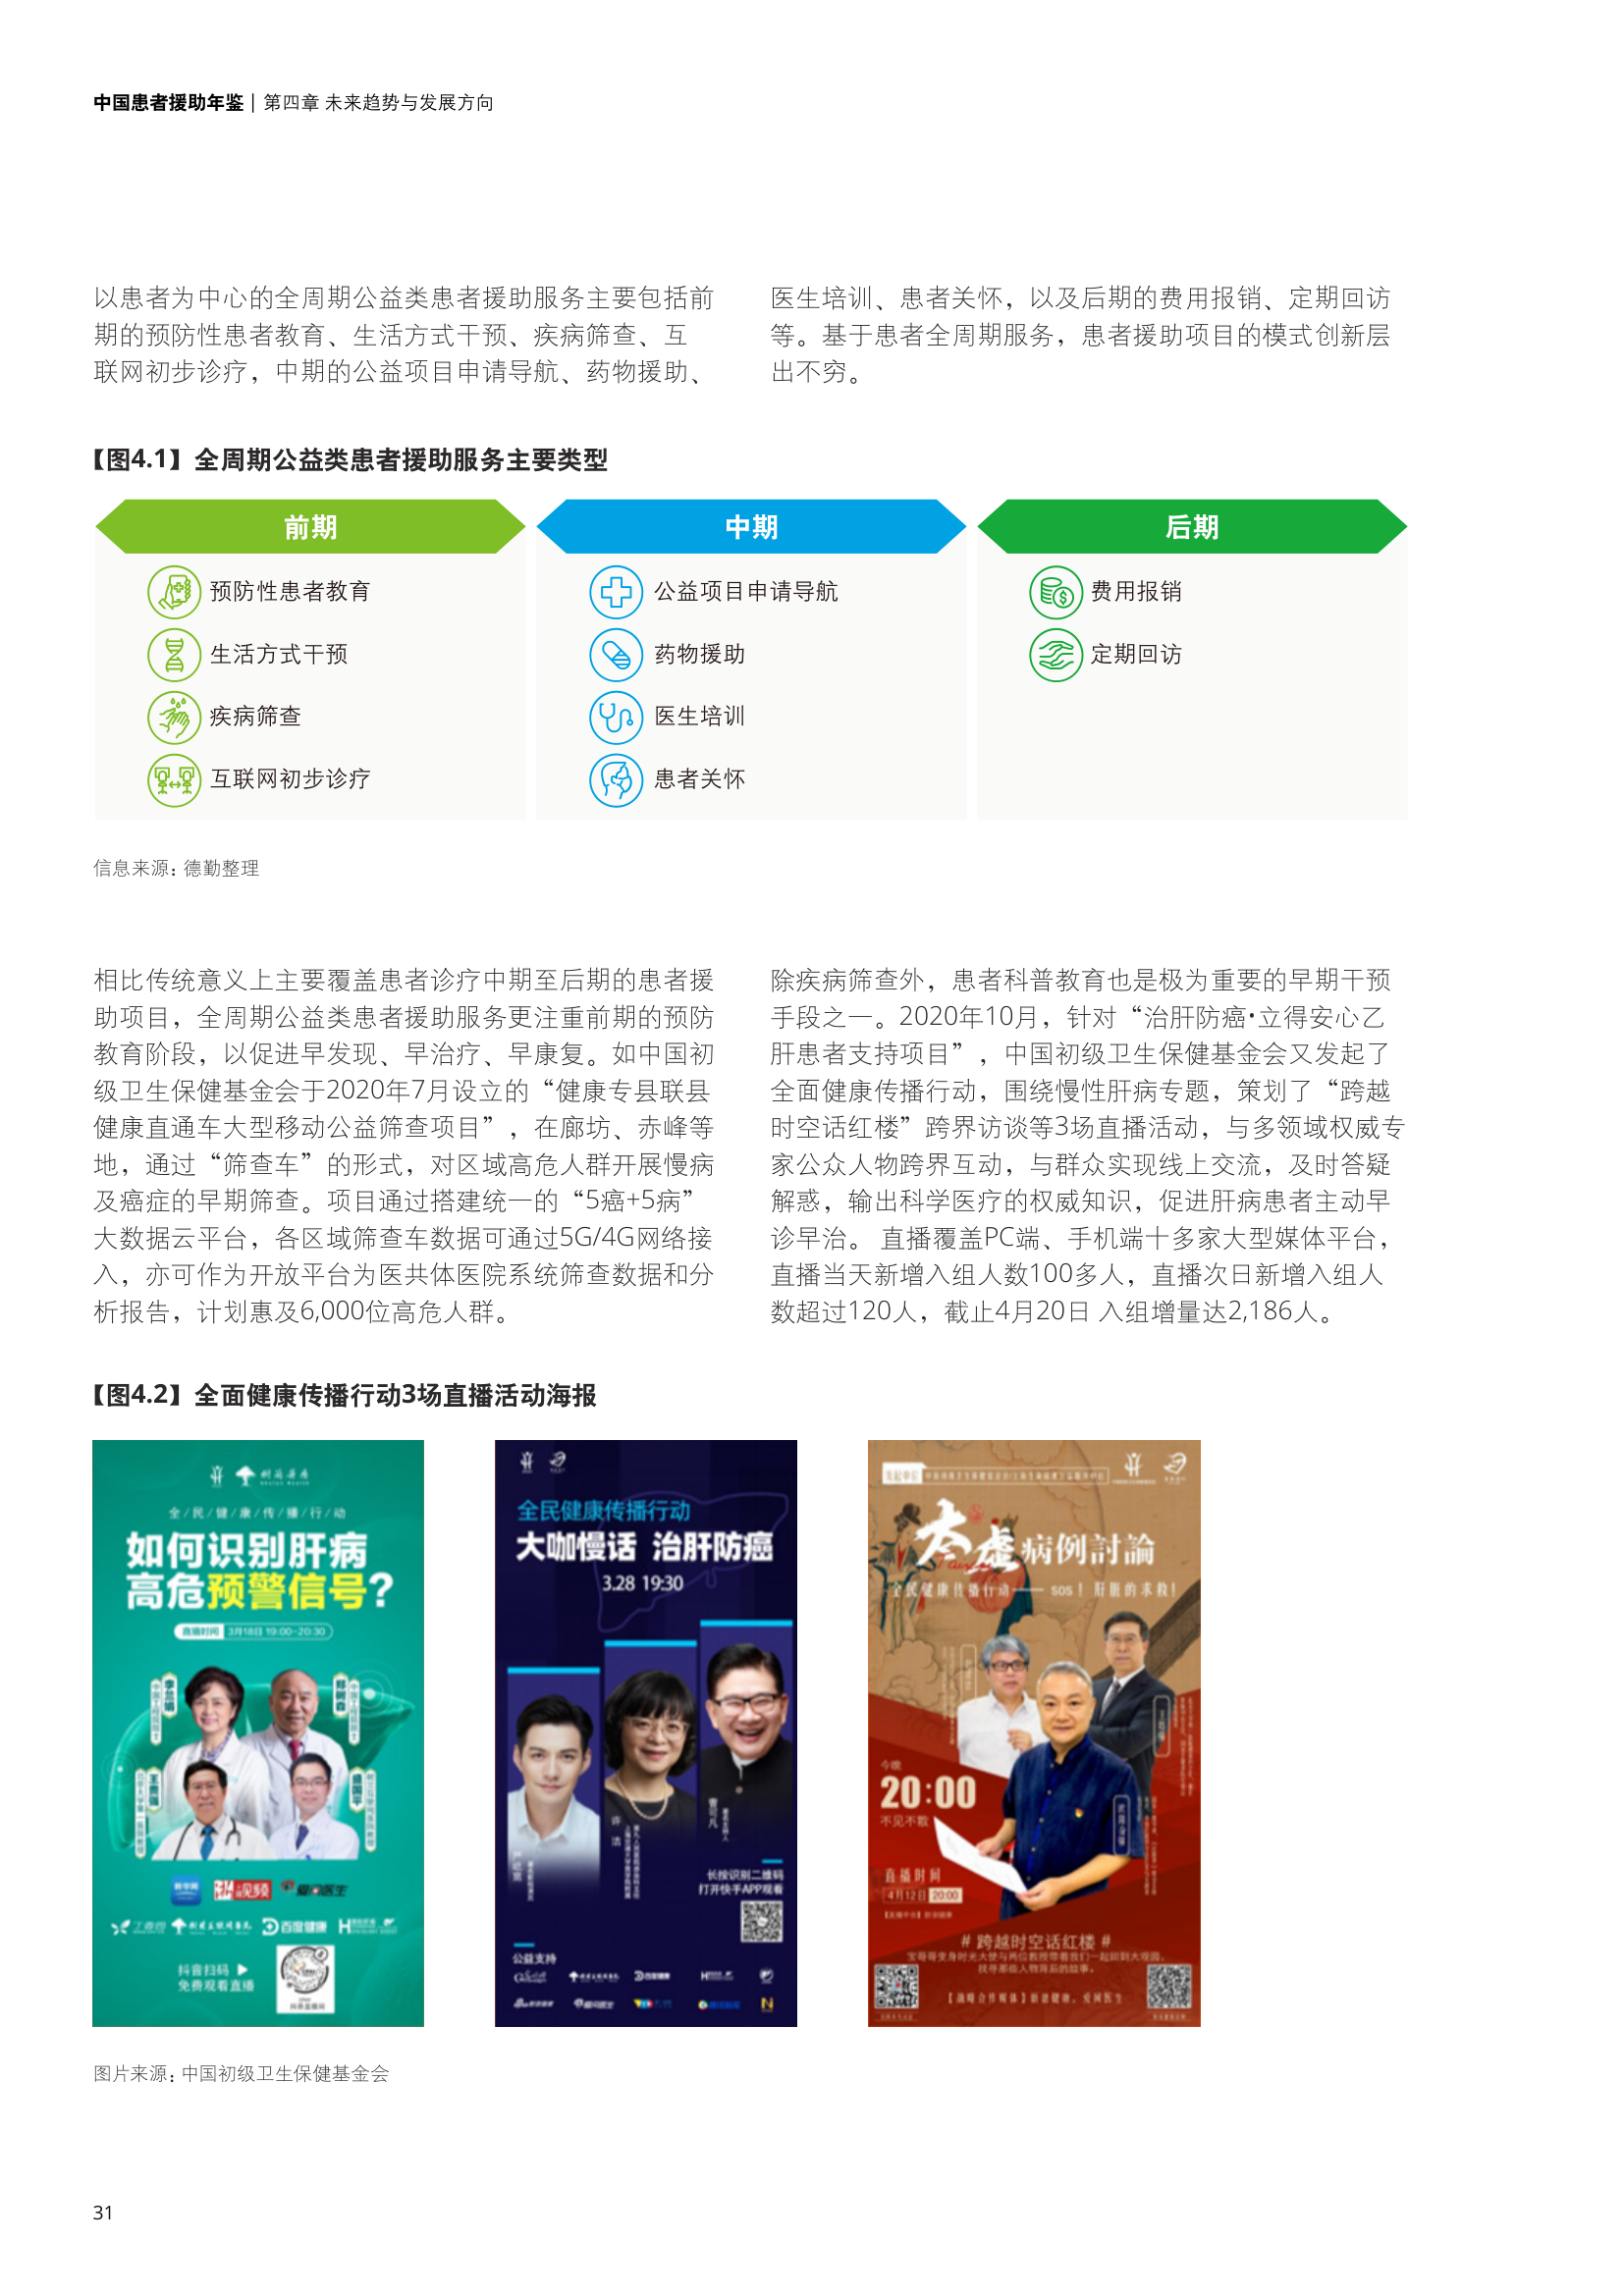 中国患者援助年鉴 | 第四章 未来趋势与发展方向
以患者为中心的全周期公益类患者援助服务主要包括前
期的预防性患者教育、生活方式干预、疾病筛查、互
联网初步诊疗，中期的公益项目申请导航、药物援助、
医生培训、患者关怀，以及后期的费用报销、定期回访
等。基于患者全周期服务，患者援助项目的模式创新层
出不穷。
【图4.1】全周期公益类患者援助服务主要类型
前期
预防性患者教育
生活方式干预
疾病筛查
互联网初步诊疗
中期
公益项目申请导航
药物援助
医生培训
患者关怀
后期
费用报销
定期回访
信息来源：德勤整理
相比传统意义上主要覆盖患者诊疗中期至后期的患者援
助项目，全周期公益类患者援助服务更注重前期的预防
教育阶段，以促进早发现、早治疗、早康复。如中国初
级卫生保健基金会于2020年7月设立的“健康专县联县
健康直通车大型移动公益筛查项目”，在廊坊、赤峰等
地，通过“筛查车”的形式，对区域高危人群开展慢病
及癌症的早期筛查。项目通过搭建统一的“5癌+5病”
大数据云平台，各区域筛查车数据可通过5G/4G网络接
入，亦可作为开放平台为医共体医院系统筛查数据和分
析报告，计划惠及6,000位高危人群。
除疾病筛查外，患者科普教育也是极为重要的早期干预
手段之一。2020年10月，针对“治肝防癌•立得安心乙
肝患者支持项目”，中国初级卫生保健基金会又发起了
全面健康传播行动，围绕慢性肝病专题，策划了“跨越
时空话红楼”跨界访谈等3场直播活动，与多领域权威专
家公众人物跨界互动，与群众实现线上交流，及时答疑
解惑，输出科学医疗的权威知识，促进肝病患者主动早
诊早治。 直播覆盖PC端、手机端十多家大型媒体平台，
直播当天新增入组人数100多人，直播次日新增入组人
数超过120人，截止4月20日 入组增量达2,186人。
【图4.2】全面健康传播行动3场直播活动海报
全/民/健/康/传/播/行/动
如何识别肝病
高危预警信号?
直播时间 3月18日 19:00-20:30
百度健康
抖音扫码
免费观看直播
全民健康传播行动
大咖慢话 治肝防癌
3.28 19:30
许洁
长按识别二维码
打开快手APP观看
公益支持
百度健康
发起单位
太虚病例討論
全民健康传播行动—— sos！肝脏的求救！
今晚
20:00
不见不散
直播时间
4月12日 20:00
# 跨越时空话红楼 #
图片来源：中国初级卫生保健基金会
31